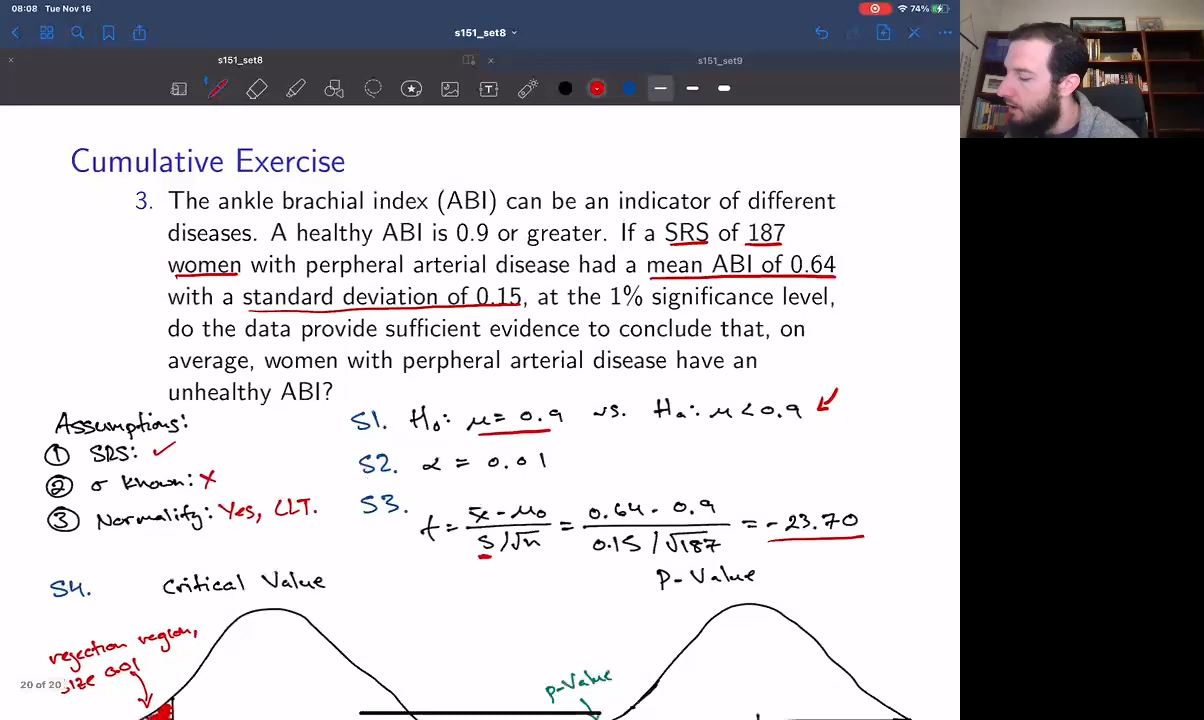 08:08 Tue Nov 16
74%
s151_set8
s151_set8
s151_set9
Cumulative Exercise
3. The ankle brachial index (ABI) can be an indicator of different
diseases. A healthy ABI is 0.9 or greater. If a SRS of 187
women with perpheral arterial disease had a mean ABI of 0.64
with a standard deviation of 0.15, at the 1% significance level,
do the data provide sufficient evidence to conclude that, on
average, women with perpheral arterial disease have an
unhealthy ABI?
Assumptions:
① SRS: ✓
② σ known: x
③ Normality: Yes, CLT.
S1. H₀: μ = 0.9 vs. Hₐ: μ < 0.9
S2. α = 0.01
S3. t = x̄ - μ₀ / s/√n = 0.64 - 0.9 / 0.15/√187 = -23.70
S4. Critical Value
P-Value
rejection region,
size 0.01
p-value
20 of 20